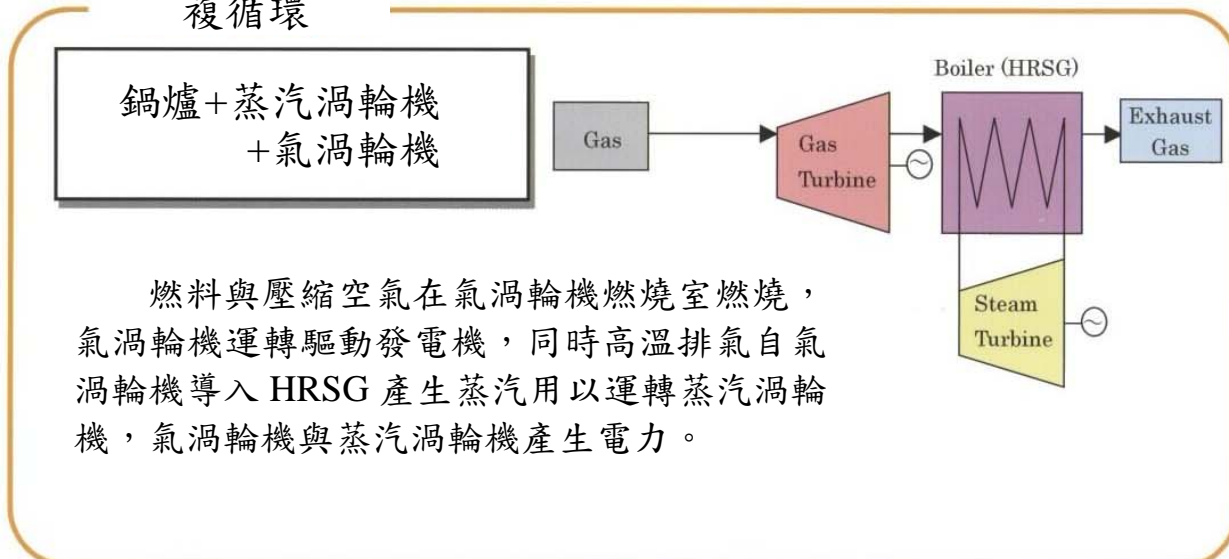 複循環
鍋爐+蒸汽渦輪機
+氣渦輪機
Boiler (HRSG)
Gas
Gas
Turbine
Exhaust
Gas
Steam
Turbine
燃料與壓縮空氣在氣渦輪機燃燒室燃燒，
氣渦輪機運轉驅動發電機，同時高溫排氣自氣
渦輪機導入 HRSG 產生蒸汽用以運轉蒸汽渦輪
機，氣渦輪機與蒸汽渦輪機產生電力。